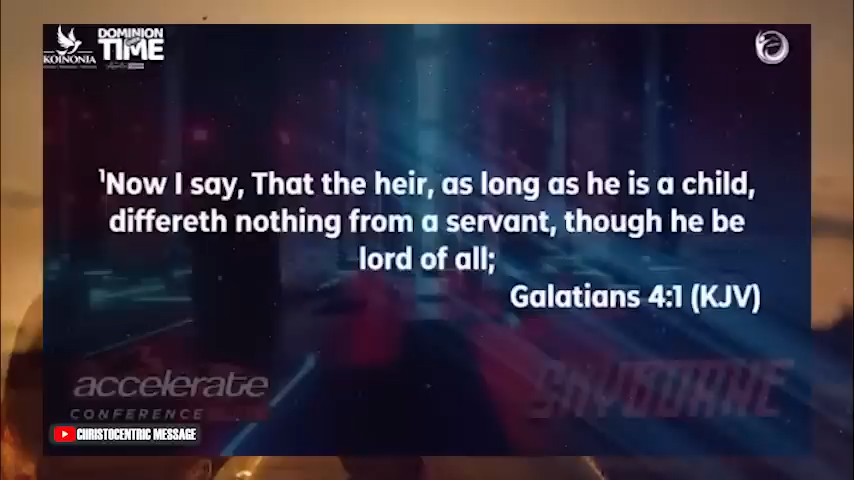 KOINONIA
DOMINION
TIME
¹Now I say, That the heir, as long as he is a child,
differeth nothing from a servant, though he be
lord of all;
Galatians 4:1 (KJV)
accelerate
CONFERENCE
CHRISTOCENTRIC MESSAGE